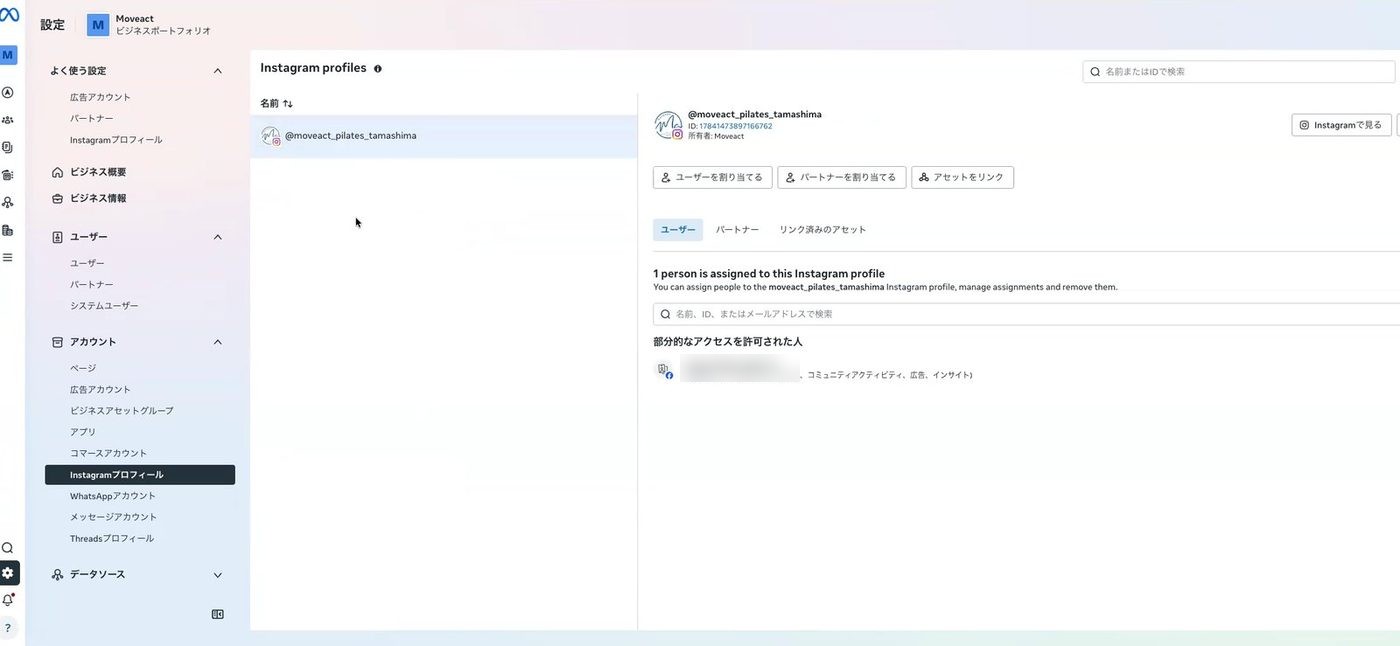 設定
M
Moveact
ビジネスポートフォリオ
M
よく使う設定
広告アカウント
パートナー
Instagramプロフィール
ビジネス概要
ビジネス情報
ユーザー
ユーザー
パートナー
システムユーザー
アカウント
ページ
広告アカウント
ビジネスアセットグループ
アプリ
コマースアカウント
Instagramプロフィール
WhatsAppアカウント
メッセージアカウント
Threadsプロフィール
データソース
Instagram profiles
名前またはIDで検索
名前
@moveact_pilates_tamashima
@moveact_pilates_tamashima
ID: 17841473897166762
所有者: Moveact
Instagramで見る
ユーザーを割り当てる
パートナーを割り当てる
アセットをリンク
ユーザー
パートナー
リンク済みのアセット
1 person is assigned to this Instagram profile
You can assign people to the moveact_pilates_tamashima Instagram profile, manage assignments and remove them.
名前、ID、またはメールアドレスで検索
部分的なアクセスを許可された人
、コミュニティアクティビティ、広告、インサイト)